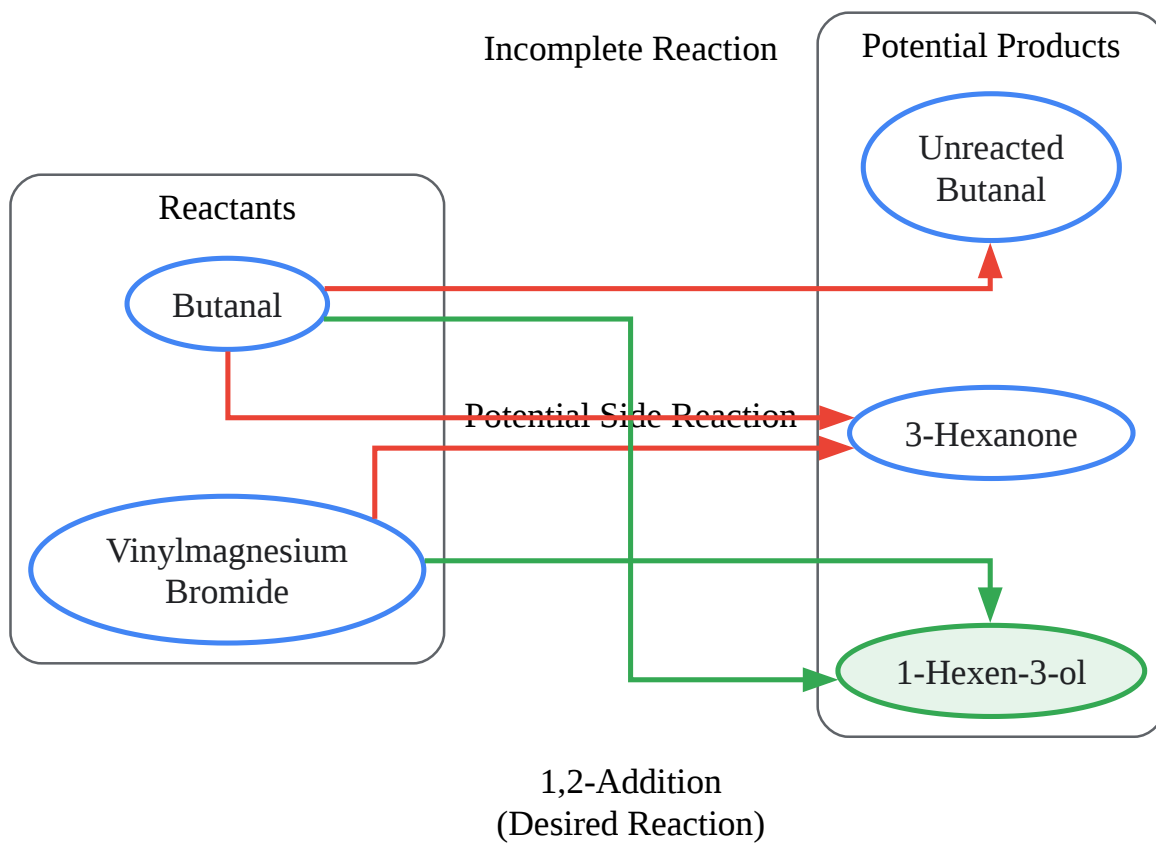 Incomplete Reaction
Potential Products
Unreacted
Butanal
Reactants
Butanal
Potential Side Reaction
3-Hexanone
Vinylmagnesium
Bromide
1-Hexen-3-ol
1,2-Addition
(Desired Reaction)